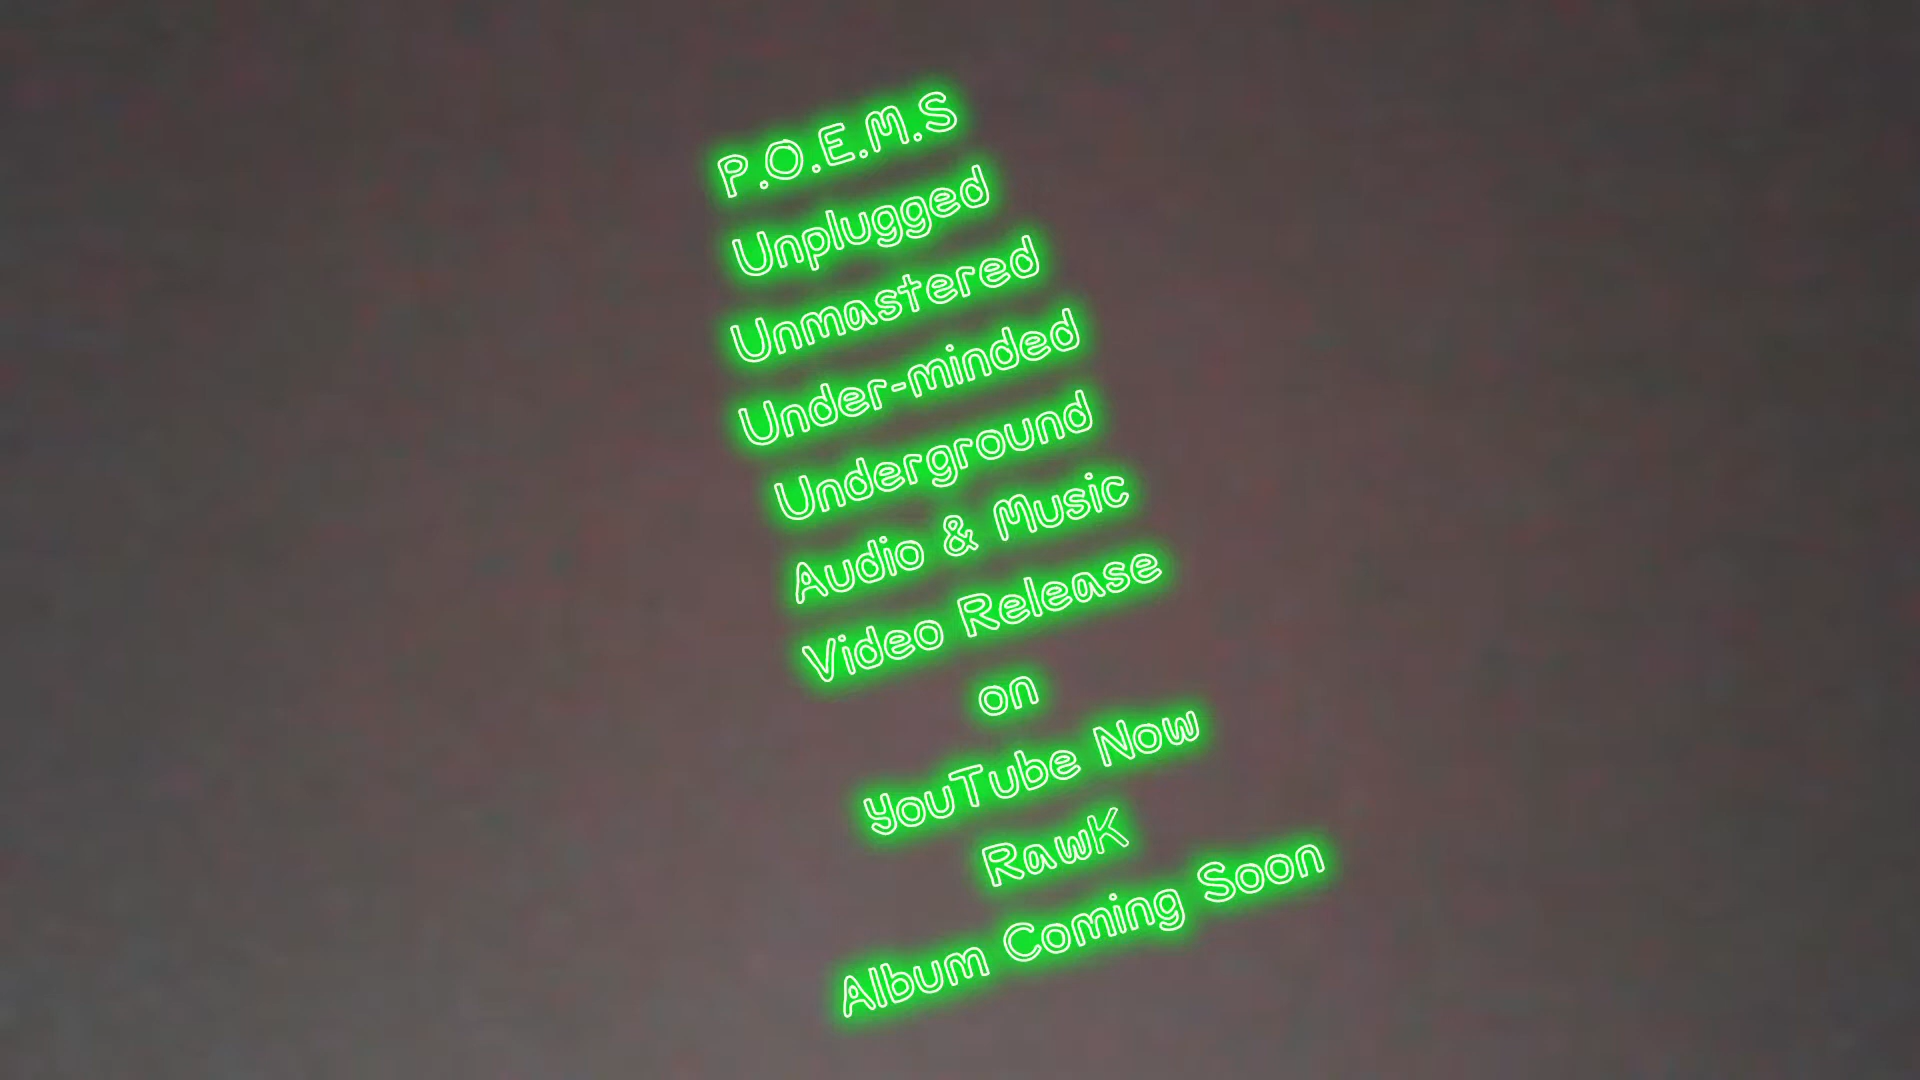 P.O.E.M.S
Unplugged
Unmastered
Under-minded
Underground
Audio & Music
Video Release
on
YouTube Now
RawK
Album Coming Soon